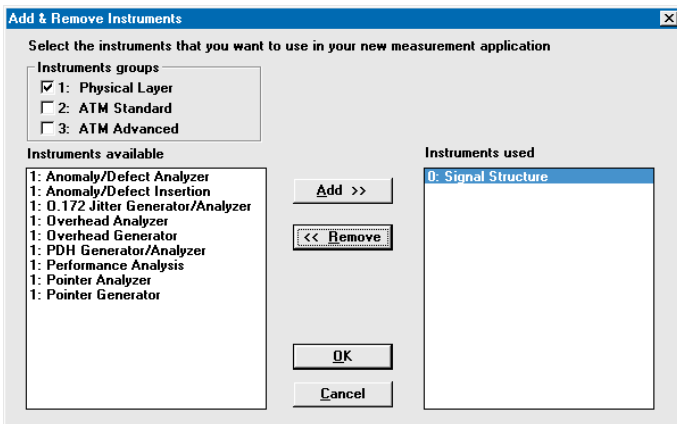 Add & Remove Instruments
Select the instruments that you want to use in your new measurement application
Instruments groups
1: Physical Layer
2: ATM Standard
3: ATM Advanced
Instruments available
1: Anomaly/Defect Analyzer
1: Anomaly/Defect Insertion
1: O.172 Jitter Generator/Analyzer
1: Overhead Analyzer
1: Overhead Generator
1: PDH Generator/Analyzer
1: Performance Analysis
1: Pointer Analyzer
1: Pointer Generator
Add >>
<< Remove
OK
Cancel
Instruments used
0: Signal Structure